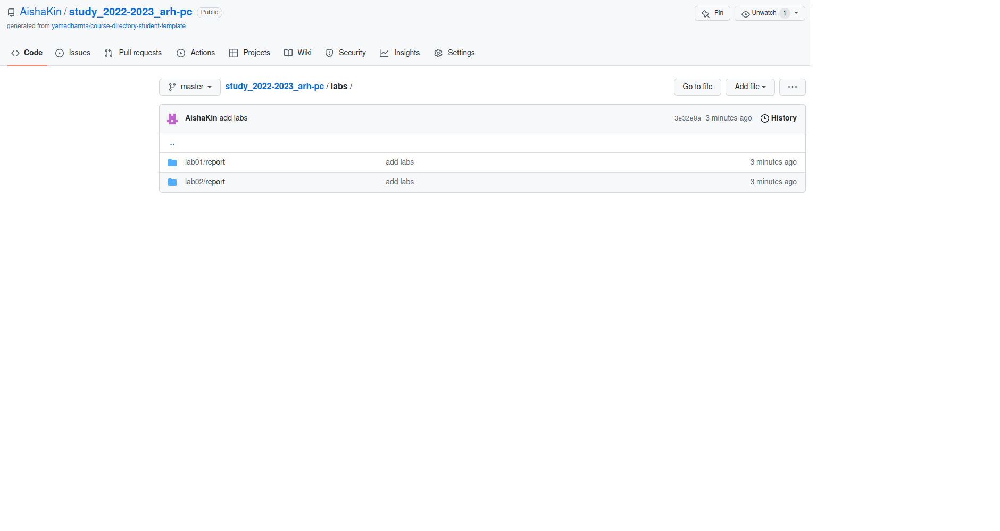 AishaKin / study_2022-2023_arh-pc Public Pin Unwatch 1
generated from yamadharma/course-directory-student-template
Code Issues Pull requests Actions Projects Wiki Security Insights Settings
master study_2022-2023_arh-pc / labs / Go to file Add file ...
AishaKin add labs 3e32e0a 3 minutes ago History
..
lab01/report add labs 3 minutes ago
lab02/report add labs 3 minutes ago